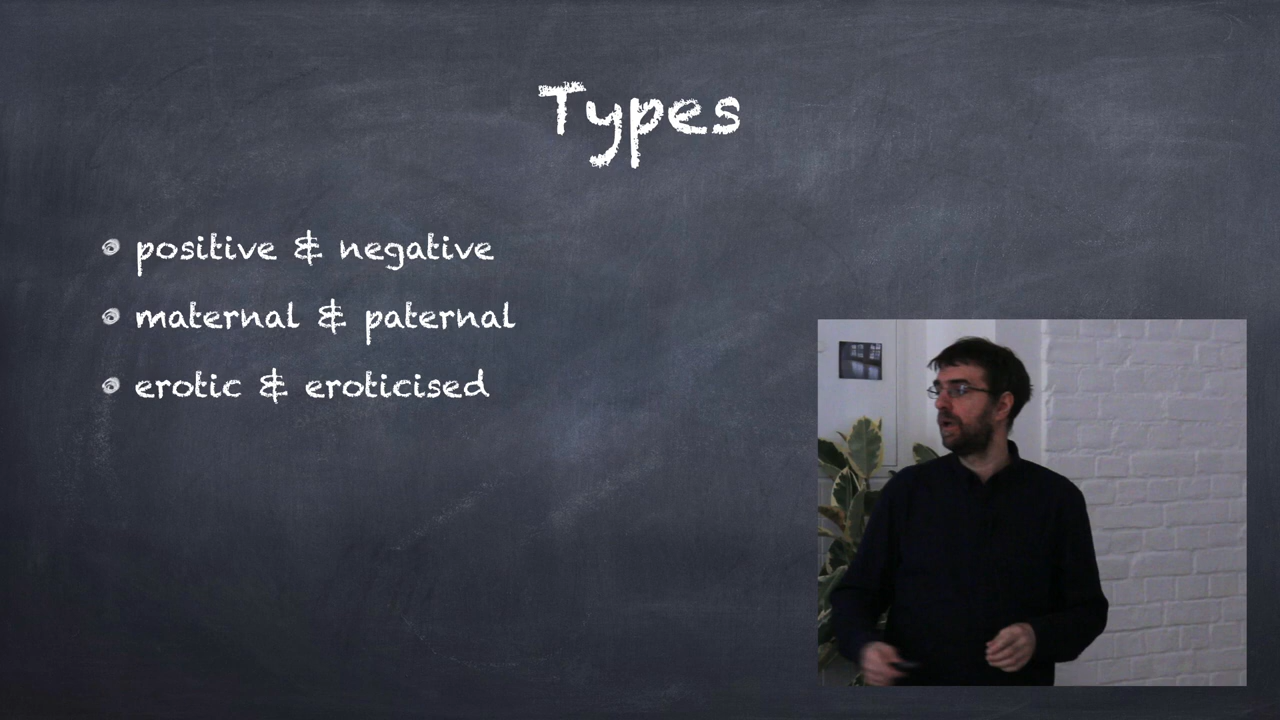 Types
positive & negative
maternal & paternal
erotic & eroticised